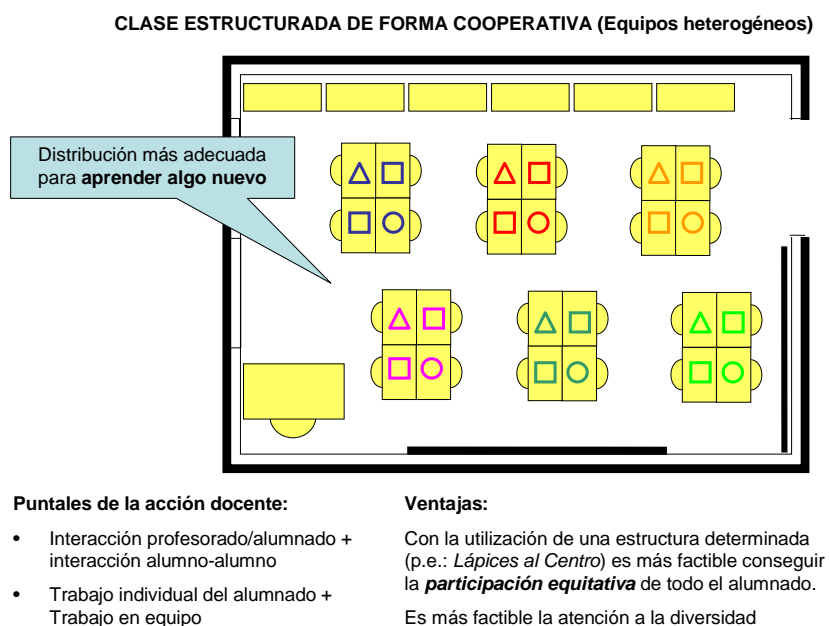 CLASE ESTRUCTURADA DE FORMA COOPERATIVA (Equipos heterogéneos)
Distribución más adecuada
para aprender algo nuevo
Puntales de la acción docente:
• Interacción profesorado/alumnado +
interacción alumno-alumno
• Trabajo individual del alumnado +
Trabajo en equipo
Ventajas:
Con la utilización de una estructura determinada
(p.e.: Lápices al Centro) es más factible conseguir
la participación equitativa de todo el alumnado.
Es más factible la atención a la diversidad